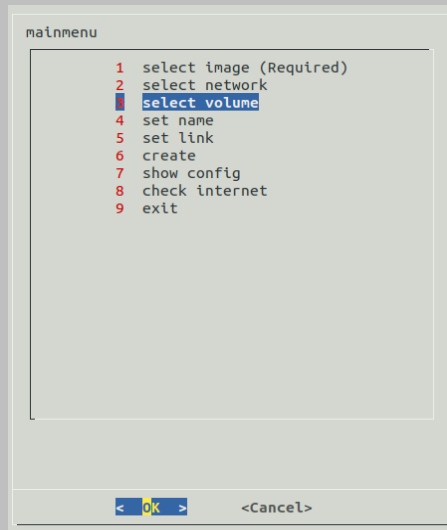 mainmenu
1 select image (Required)
2 select network
3 select volume
4 set name
5 set link
6 create
7 show config
8 check internet
9 exit
< OK > <Cancel>